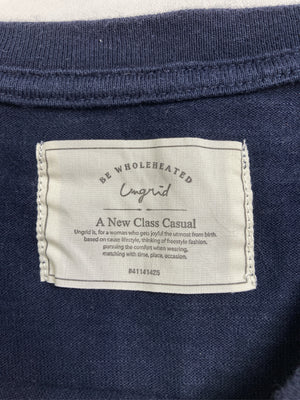 BE WHOLEHEATED
Ungrid
A New Class Casual
Ungrid is, for a woman who gets joyful the utmost from birth.
based on cause lifestyle, thinking of freestyle fashion.
pursuing the comfort when wearing.
matching with time, place, occasion.
#41141425